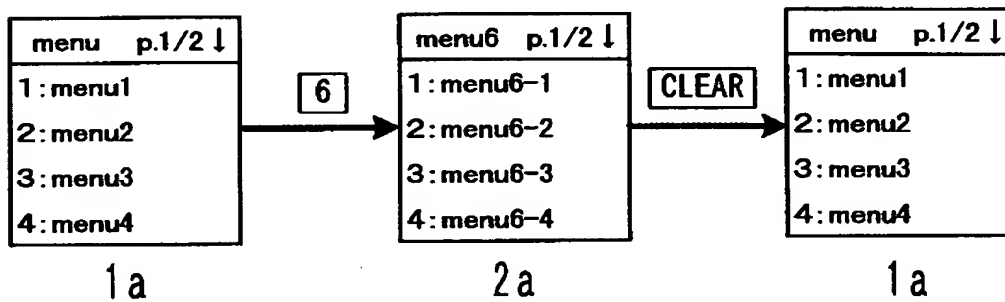 menu p.1/2↓
1:menu1
2:menu2
3:menu3
4:menu4
1a
6
menu6 p.1/2↓
1:menu6-1
2:menu6-2
3:menu6-3
4:menu6-4
2a
CLEAR
menu p.1/2↓
1:menu1
2:menu2
3:menu3
4:menu4
1a